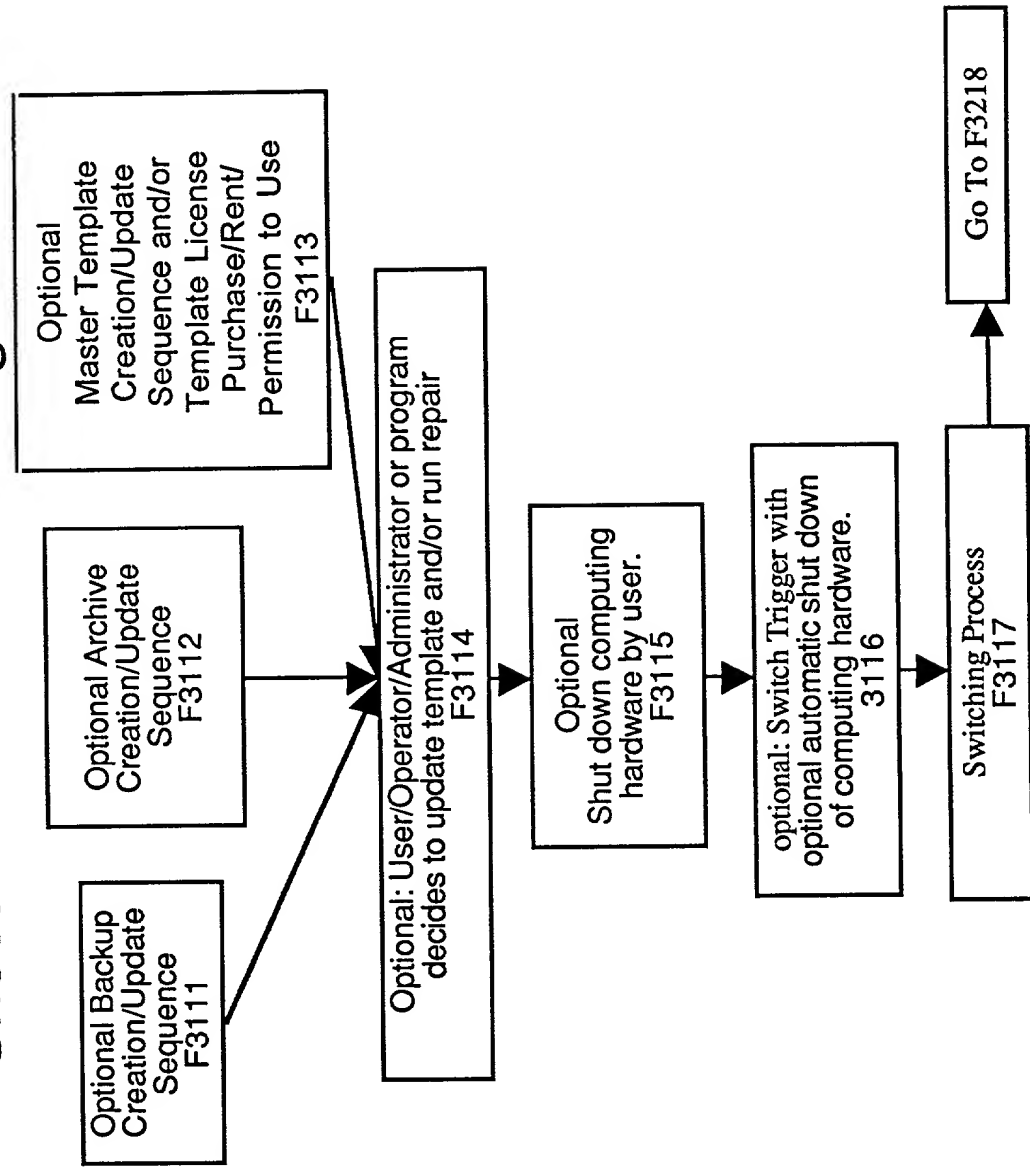 Optional Backup
Creation/Update
Sequence
F3111
Optional Archive
Creation/Update
Sequence
F3112
Optional
Master Template
Creation/Update
Sequence and/or
Template License
Purchase/Rent/
Permission to Use
F3113
Optional: User/Operator/Administrator or program
decides to update template and/or run repair
F3114
Optional
Shut down computing
hardware by user.
F3115
optional: Switch Trigger with
optional automatic shut down
of computing hardware.
3116
Switching Process
F3117
Go To F3218